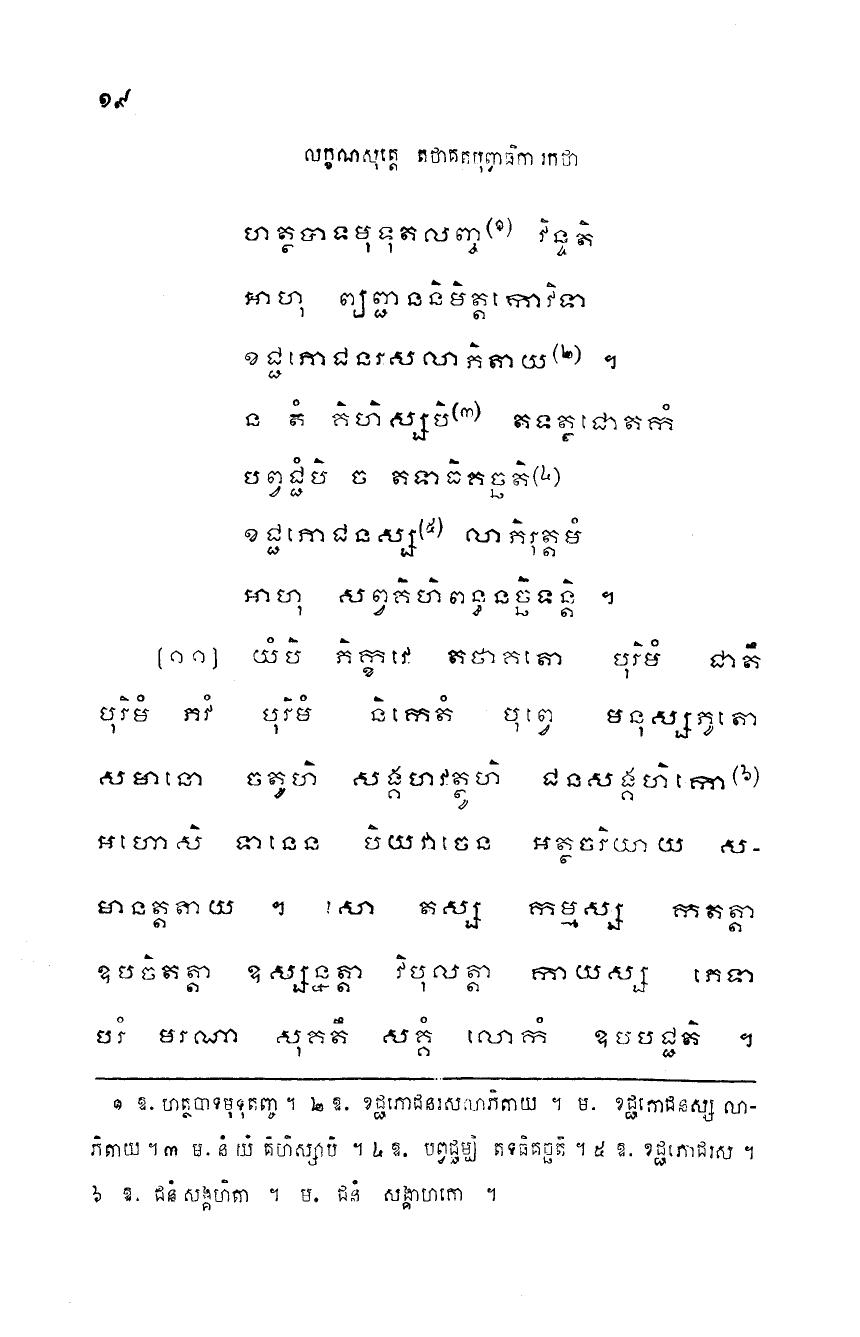 ១៩
លក្ខណសុត្តេ តថាគតបុព្វាធិការកថា
ហត្ថបាទមុទុតលញ្ច(១) វិន្ទតិ
អាហុ ព្យញ្ជននិមិត្តកោវិទា
ខជ្ជភោជនរសលាភិតាយ(២) ។
ន តំ គិហិស្សបិ(៣) តទត្ថជោតកំ
បព្វជ្ជំបិ ច តទាធិគច្ឆតិ(៤)
ខជ្ជភោជនស្ស(៥) លាភិរុត្តមំ
អាហុ សព្វគិហិពន្ធនច្ឆិទន្តិ ។
[១១] យំបិ ភិក្ខវេ តថាគតោ បុរិមំ ជាតឹ
បុរិមំ ភវំ បុរិមំ និកេតំ បុព្វេ មនុស្សភូតោ
សមានោ ចតូហិ សង្គហវត្ថូហិ ជនសង្គហិកោ(៦)
អហោសិ ទានេន បិយវាចេន អត្ថចរិយាយ ស-
មានត្តតាយ ។ សោ តស្ស កម្មស្ស កតត្តា
ឧបចិតត្តា ឧស្សន្នត្តា វិបុលត្តា កាយស្ស ភេទា
បរំ មរណា សុគតឹ សគ្គំ លោកំ ឧបបជ្ជតិ ។
១ ឱ. ហត្ថបាទមុទុតញ្ច ។ ២ ឱ. ខជ្ជភោជនរសលាភិតាយ ។ ម. ខជ្ជភោជនស្ស លា-
ភិតាយ ។ ៣ ម. នំ យំ គិហិស្សាបិ ។ ៤ ឱ. បព្វជ្ជម្បិ តទធិគច្ឆតិ ។ ៥ ឱ. ខជ្ជភោជរស ។
៦ ឱ. ជនំ សង្គហិតា ។ ម. ជនំ សង្គាហកោ ។